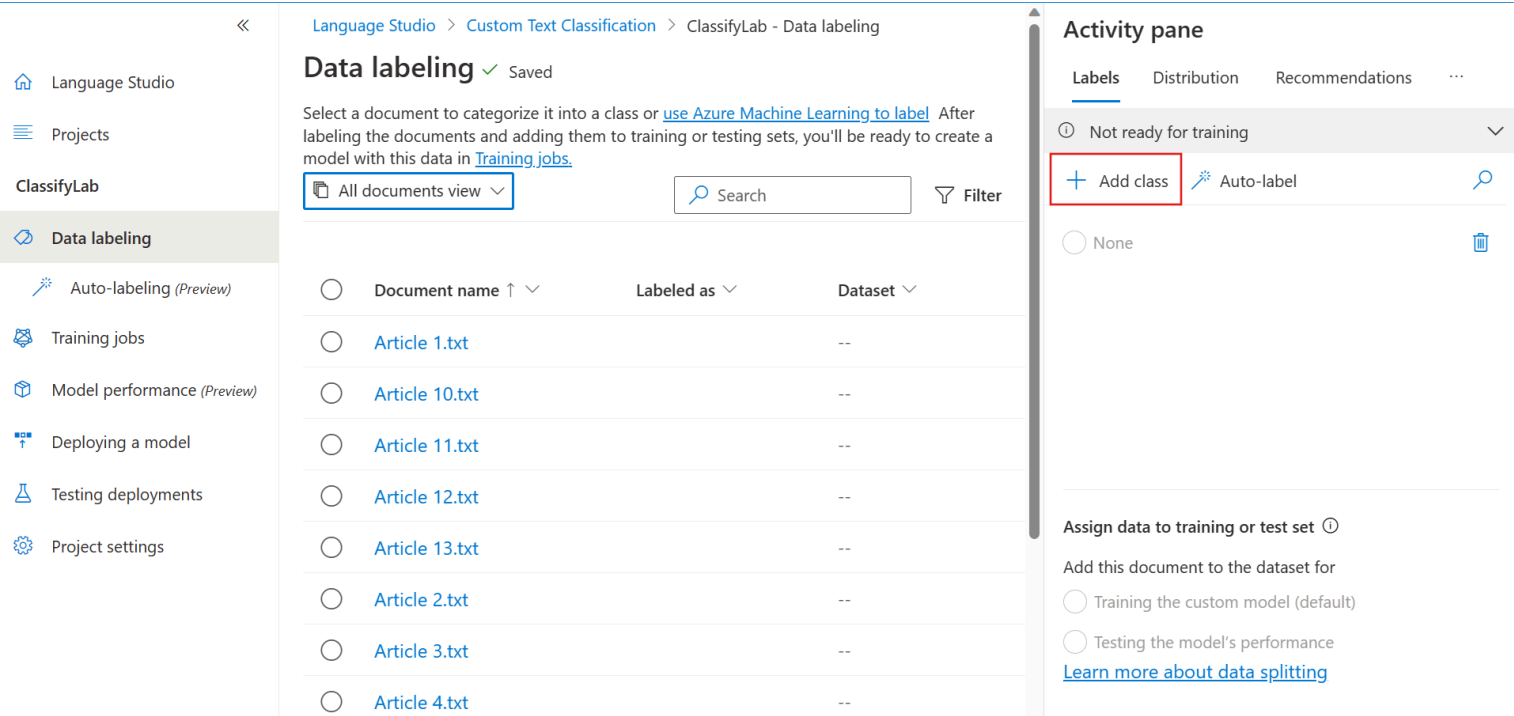 Language Studio
Projects
ClassifyLab
Data labeling
Auto-labeling (Preview)
Training jobs
Model performance (Preview)
Deploying a model
Testing deployments
Project settings
Language Studio > Custom Text Classification > ClassifyLab - Data labeling
Data labeling Saved
Select a document to categorize it into a class or use Azure Machine Learning to label After
labeling the documents and adding them to training or testing sets, you'll be ready to create a
model with this data in Training jobs.
All documents view
Search
Filter
Document name ↑ Labeled as Dataset
Article 1.txt --
Article 10.txt --
Article 11.txt --
Article 12.txt --
Article 13.txt --
Article 2.txt --
Article 3.txt --
Article 4.txt --
Activity pane
Labels Distribution Recommendations ...
Not ready for training
+ Add class Auto-label
None
Assign data to training or test set
Add this document to the dataset for
Training the custom model (default)
Testing the model's performance
Learn more about data splitting